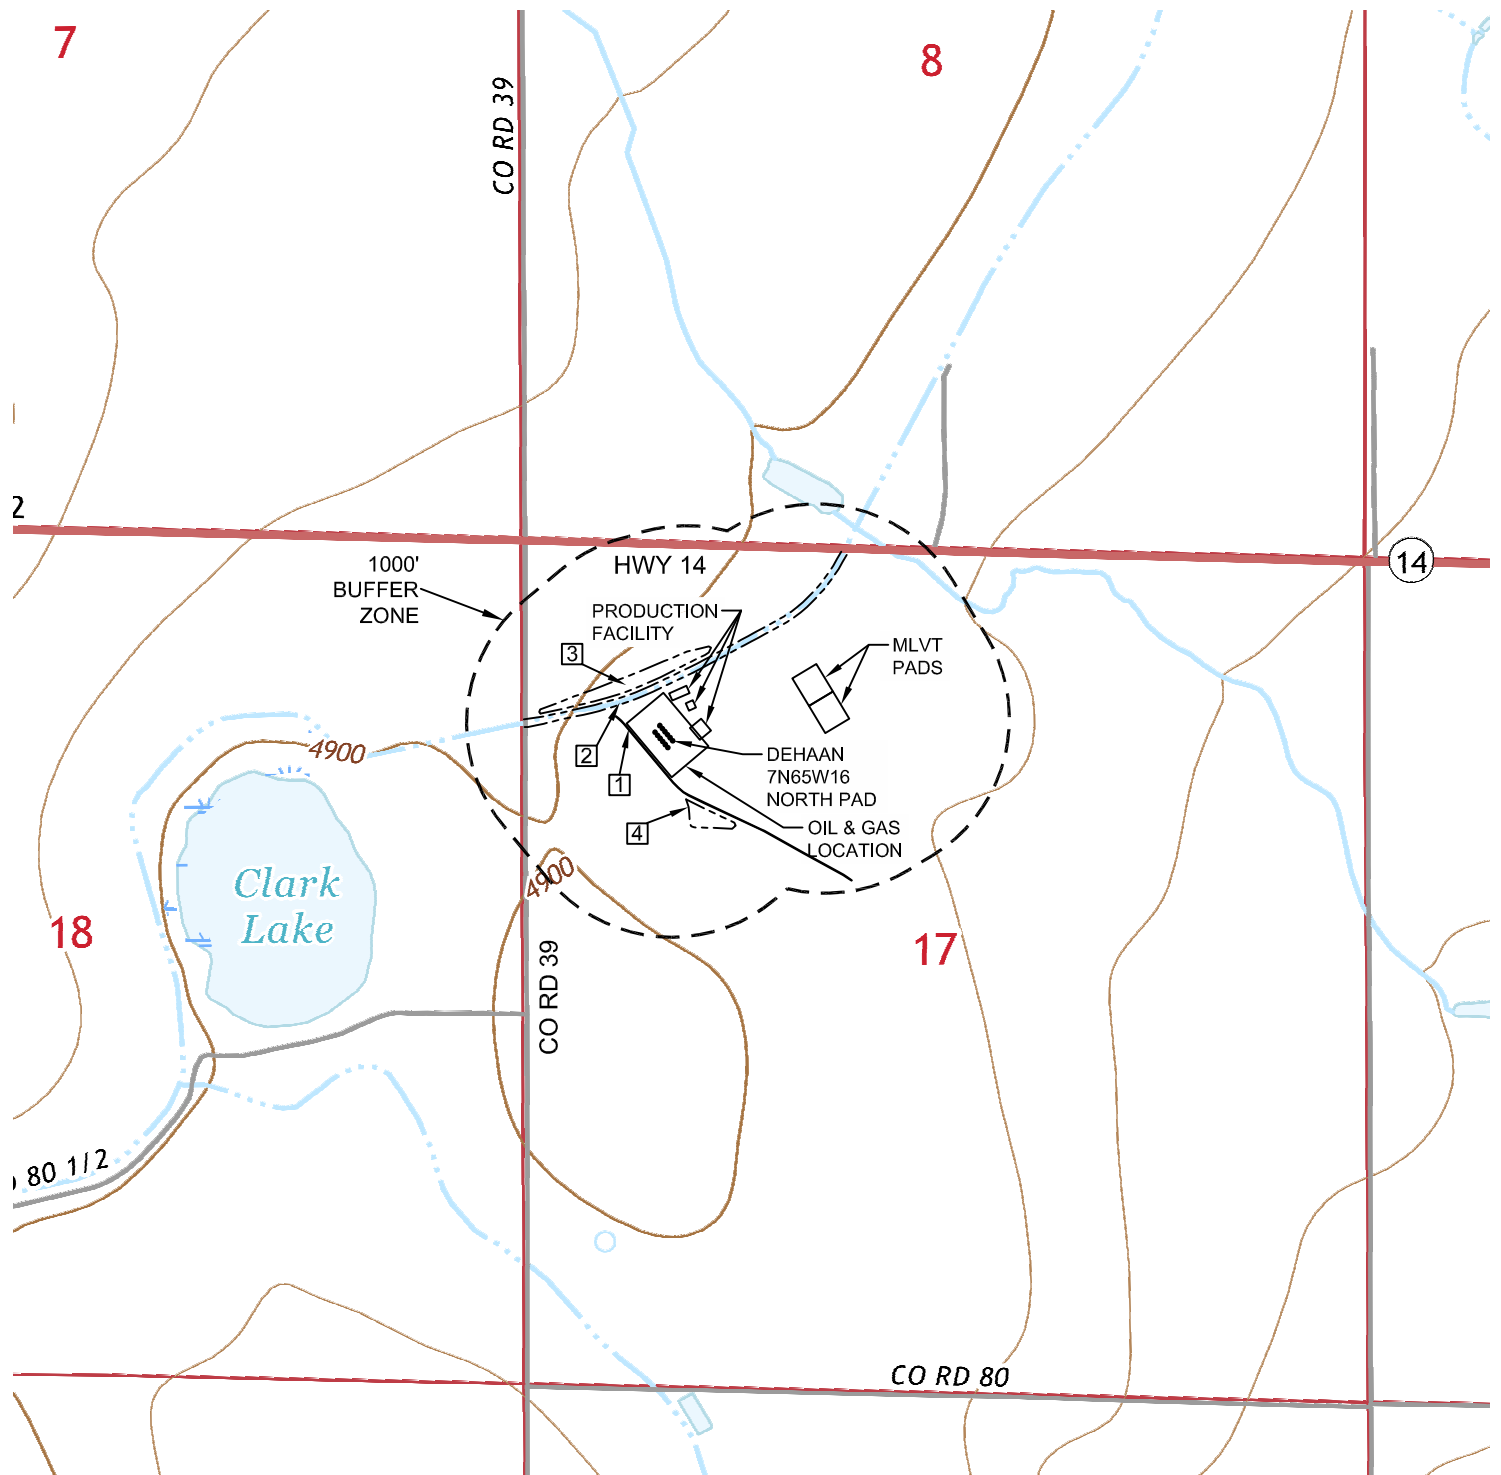 7
8
CO RD 39
2
14
1000'
BUFFER
ZONE
HWY 14
PRODUCTION
FACILITY
3
MLVT
PADS
4900
2
1
DEHAAN
7N65W16
NORTH PAD
4
OIL & GAS
LOCATION
4900
Clark
Lake
18
17
CO RD 39
80 1/2
CO RD 80